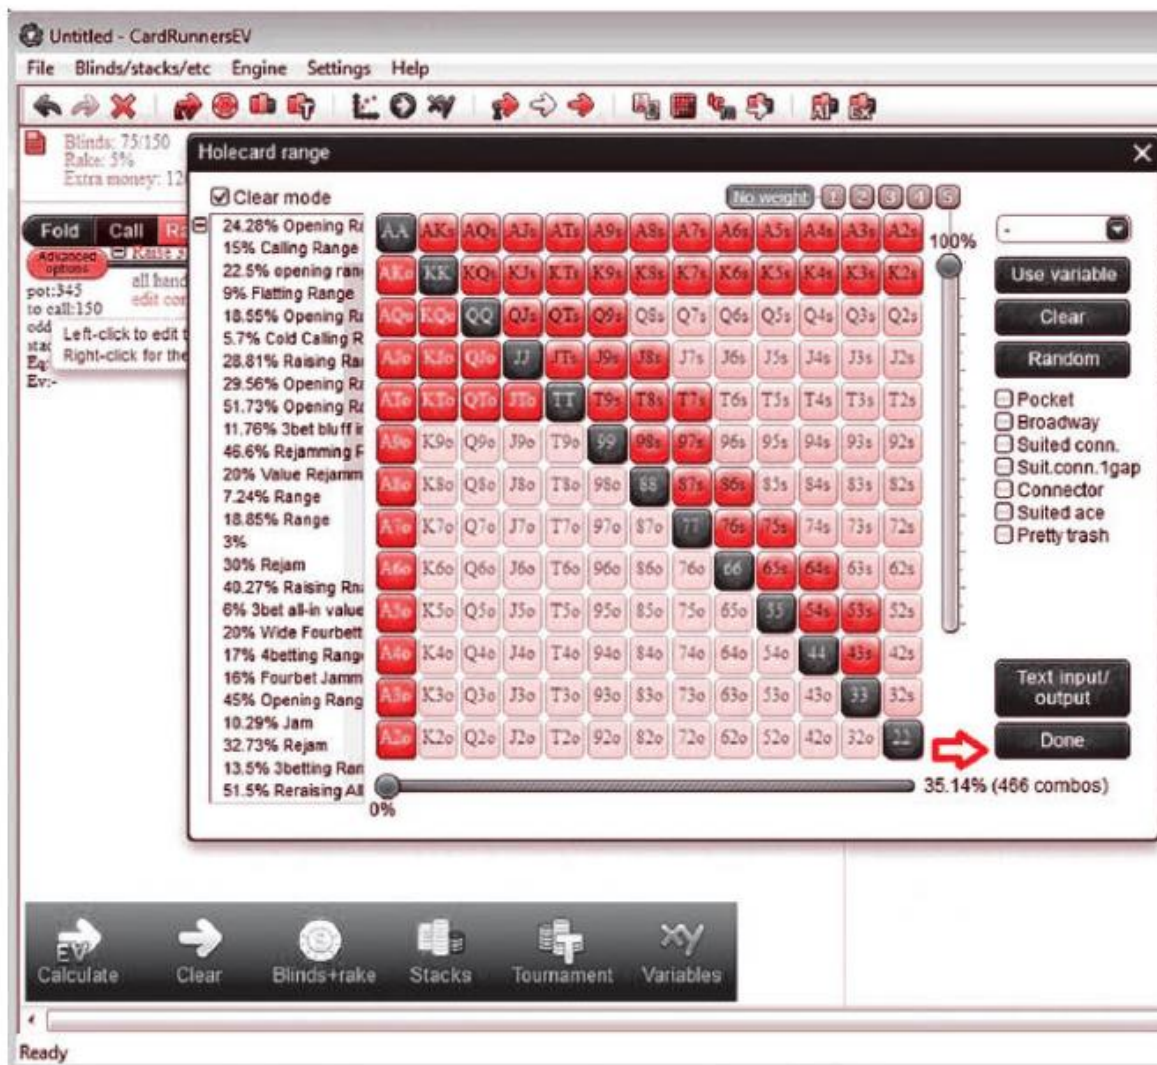 Untitled - CardRunnersEV
File Blinds/stacks/etc Engine Settings Help
Blinds: 75/150
Rake: 5%
Extra money:
Holecard range
Clear mode
No weight 1 2 3 4 5
Fold Call
Advanced options
all hand
pot:345
to call:150
Left-click to edit
Right-click for the
Eq:
Ev:-
24.28% Opening Ra
15% Calling Range
22.5% opening ran
9% Flatting Range
18.55% Opening Ra
5.7% Cold Calling R
28.81% Raising Ra
29.56% Opening Ra
51.73% Opening Ra
11.76% 3bet bluff
46.6% Rejamming
20% Value Rejamm
7.24% Range
18.85% Range
3%
30% Rejam
40.27% Raising Rn
6% 3bet all-in value
20% Wide Fourbett
17% 4betting Rang
16% Fourbet Jamm
45% Opening Rang
10.29% Jam
32.73% Rejam
13.5% 3betting Ran
51.5% Reraising All
AA AKs AQs AJs ATs A9s A8s A7s A6s A5s A4s A3s A2s
AKo KK KQs KJs KTs K9s K8s K7s K6s K5s K4s K3s K2s
AQo KQo QQ QJs QTs Q9s Q8s Q7s Q6s Q5s Q4s Q3s Q2s
AJo KJo QJo JJ JTs J9s J8s J7s J6s J5s J4s J3s J2s
ATo KTo QTo JTo TT T9s T8s T7s T6s T5s T4s T3s T2s
A9o K9o Q9o J9o T9o 99 98s 97s 96s 95s 94s 93s 92s
A8o K8o Q8o J8o T8o 98o 88 87s 86s 85s 84s 83s 82s
A7o K7o Q7o J7o T7o 97o 87o 77 76s 75s 74s 73s 72s
A6o K6o Q6o J6o T6o 96o 86o 76o 66 65s 64s 63s 62s
A5o K5o Q5o J5o T5o 95o 85o 75o 65o 55 54s 53s 52s
A4o K4o Q4o J4o T4o 94o 84o 74o 64o 54o 44 43s 42s
A3o K3o Q3o J3o T3o 93o 83o 73o 63o 53o 43o 33 32s
A2o K2o Q2o J2o T2o 92o 82o 72o 62o 52o 42o 32o 22
100%
0%
35.14% (466 combos)
-
Use variable
Clear
Random
Pocket
Broadway
Suited conn.
Suit.conn.1gap
Connector
Suited ace
Pretty trash
Text input/
output
Done
EV
Calculate Clear Blinds+rake Stacks Tournament Variables
Ready